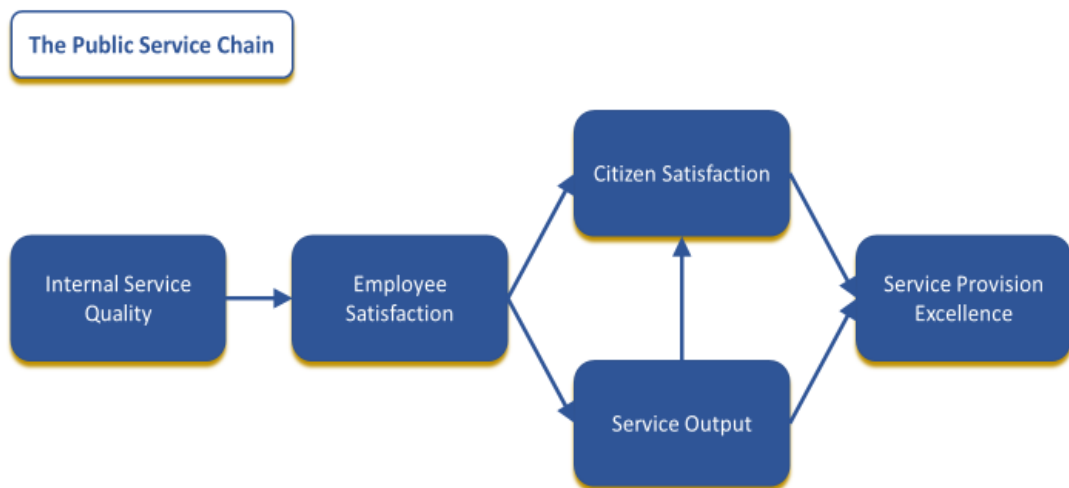 The Public Service Chain
Citizen Satisfaction
Internal Service
Quality
Employee
Satisfaction
Service Provision
Excellence
Service Output